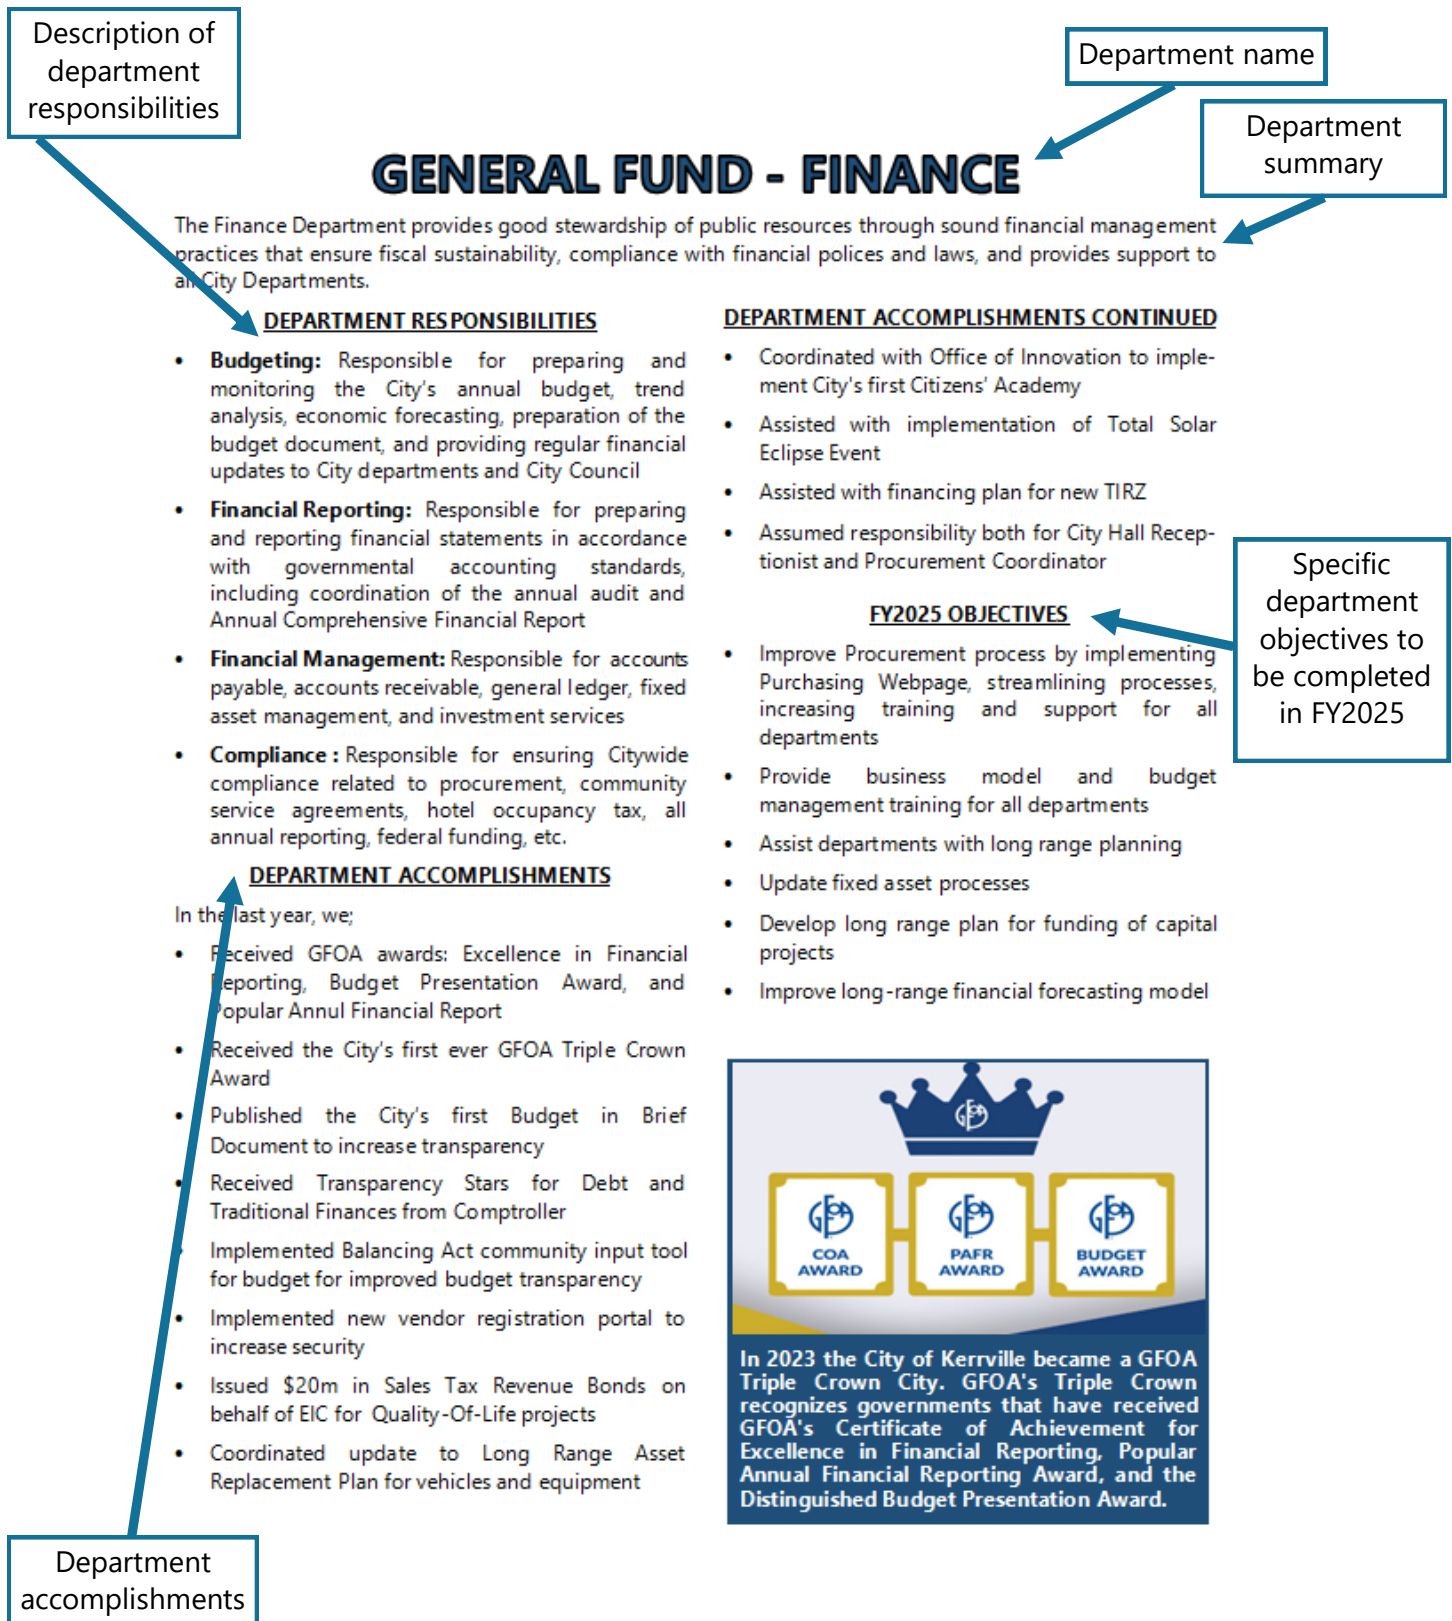 Description of
department
responsibilities
Department name
Department
summary
GENERAL FUND - FINANCE
The Finance Department provides good stewardship of public resources through sound financial management
practices that ensure fiscal sustainability, compliance with financial polices and laws, and provides support to
all City Departments.
DEPARTMENT RESPONSIBILITIES
• Budgeting: Responsible for preparing and
monitoring the City's annual budget, trend
analysis, economic forecasting, preparation of the
budget document, and providing regular financial
updates to City departments and City Council
• Financial Reporting: Responsible for preparing
and reporting financial statements in accordance
with governmental accounting standards,
including coordination of the annual audit and
Annual Comprehensive Financial Report
• Financial Management: Responsible for accounts
payable, accounts receivable, general ledger, fixed
asset management, and investment services
• Compliance : Responsible for ensuring Citywide
compliance related to procurement, community
service agreements, hotel occupancy tax, all
annual reporting, federal funding, etc.
DEPARTMENT ACCOMPLISHMENTS
In the last year, we;
• Received GFOA awards: Excellence in Financial
Reporting, Budget Presentation Award, and
Popular Annul Financial Report
• Received the City's first ever GFOA Triple Crown
Award
• Published the City's first Budget in Brief
Document to increase transparency
• Received Transparency Stars for Debt and
Traditional Finances from Comptroller
• Implemented Balancing Act community input tool
for budget for improved budget transparency
• Implemented new vendor registration portal to
increase security
• Issued $20m in Sales Tax Revenue Bonds on
behalf of EIC for Quality-Of-Life projects
• Coordinated update to Long Range Asset
Replacement Plan for vehicles and equipment
Department
accomplishments
DEPARTMENT ACCOMPLISHMENTS CONTINUED
• Coordinated with Office of Innovation to imple-
ment City's first Citizens' Academy
• Assisted with implementation of Total Solar
Eclipse Event
• Assisted with financing plan for new TIRZ
• Assumed responsibility both for City Hall Recep-
tionist and Procurement Coordinator
FY2025 OBJECTIVES
• Improve Procurement process by implementing
Purchasing Webpage, streamlining processes,
increasing training and support for all
departments
• Provide business model and budget
management training for all departments
• Assist departments with long range planning
• Update fixed asset processes
• Develop long range plan for funding of capital
projects
• Improve long-range financial forecasting model
Specific
department
objectives to
be completed
in FY2025
GFOA
GFOA
COA
AWARD
GFOA
PAFR
AWARD
GFOA
BUDGET
AWARD
In 2023 the City of Kerrville became a GFOA
Triple Crown City. GFOA's Triple Crown
recognizes governments that have received
GFOA's Certificate of Achievement for
Excellence in Financial Reporting, Popular
Annual Financial Reporting Award, and the
Distinguished Budget Presentation Award.